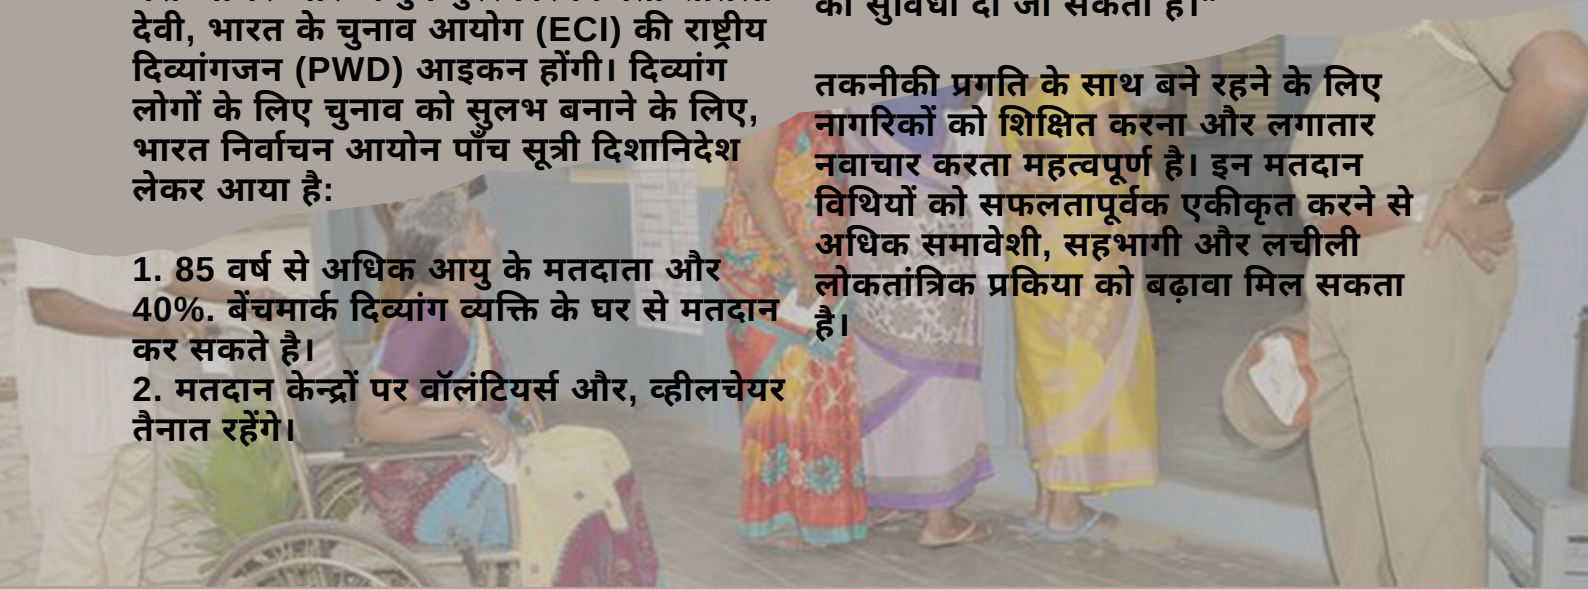 देवी, भारत के चुनाव आयोग (ECI) की राष्ट्रीय
दिव्यांगजन (PWD) आइकन होंगी। दिव्यांग
लोगों के लिए चुनाव को सुलभ बनाने के लिए,
भारत निर्वाचन आयोन पाँच सूत्री दिशानिदेश
लेकर आया है:
1. 85 वर्ष से अधिक आयु के मतदाता और
40%. बेंचमार्क दिव्यांग व्यक्ति के घर से मतदान
कर सकते है।
2. मतदान केन्द्रों पर वॉलंटियर्स और, व्हीलचेयर
तैनात रहेंगे।
की सुविधा दी जा सकती है।"
तकनीकी प्रगति के साथ बने रहने के लिए
नागरिकों को शिक्षित करना और लगातार
नवाचार करता महत्वपूर्ण है। इन मतदान
विथियों को सफलतापूर्वक एकीकृत करने से
अधिक समावेशी, सहभागी और लचीली
लोकतांत्रिक प्रकिया को बढ़ावा मिल सकता
है।